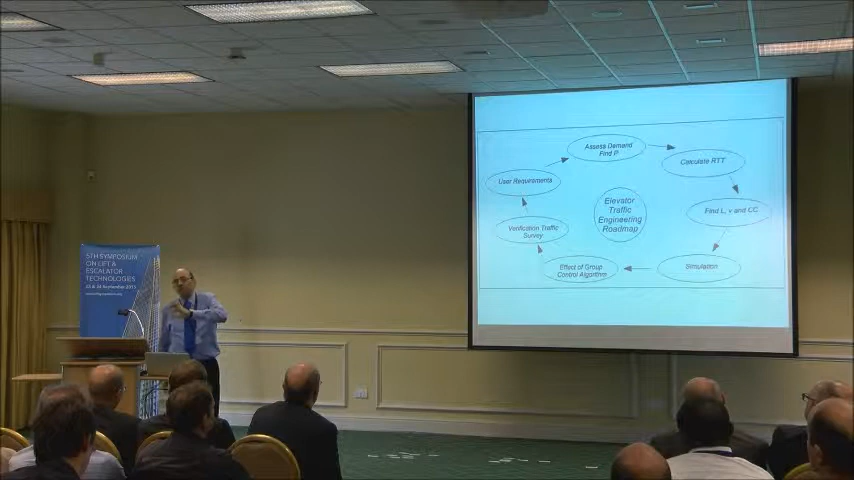 5TH SYMPOSIUM
ON LIFT &
ESCALATOR
TECHNOLOGIES
Assess Demand
Find P
Calculate RTT
Find L, v and CC
Simulation
Effect of Group
Control Algorithm
Verification Traffic
Survey
User Requirements
Elevator
Traffic
Engineering
Roadmap